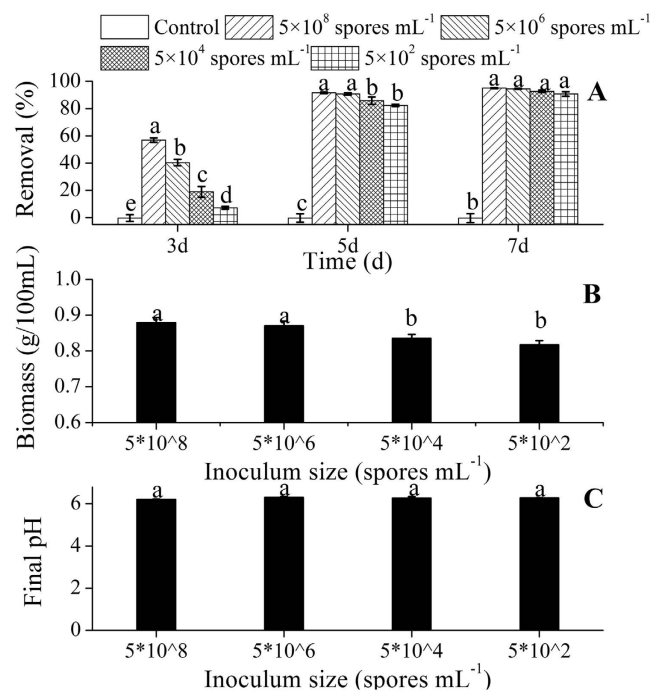 Control 5×10⁸ spores mL⁻¹ 5×10⁶ spores mL⁻¹
5×10⁴ spores mL⁻¹ 5×10² spores mL⁻¹
100
80
60
40
20
0
Removal (%)
A
e a b c d
c a a b b
b a a a a
3d 5d 7d
Time (d)
1.0
0.9
0.8
0.7
0.6
Biomass (g/100mL)
B
a a b b
5*10^8 5*10^6 5*10^4 5*10^2
Inoculum size (spores mL⁻¹)
6
4
2
0
Final pH
C
a a a a
5*10^8 5*10^6 5*10^4 5*10^2
Inoculum size (spores mL⁻¹)